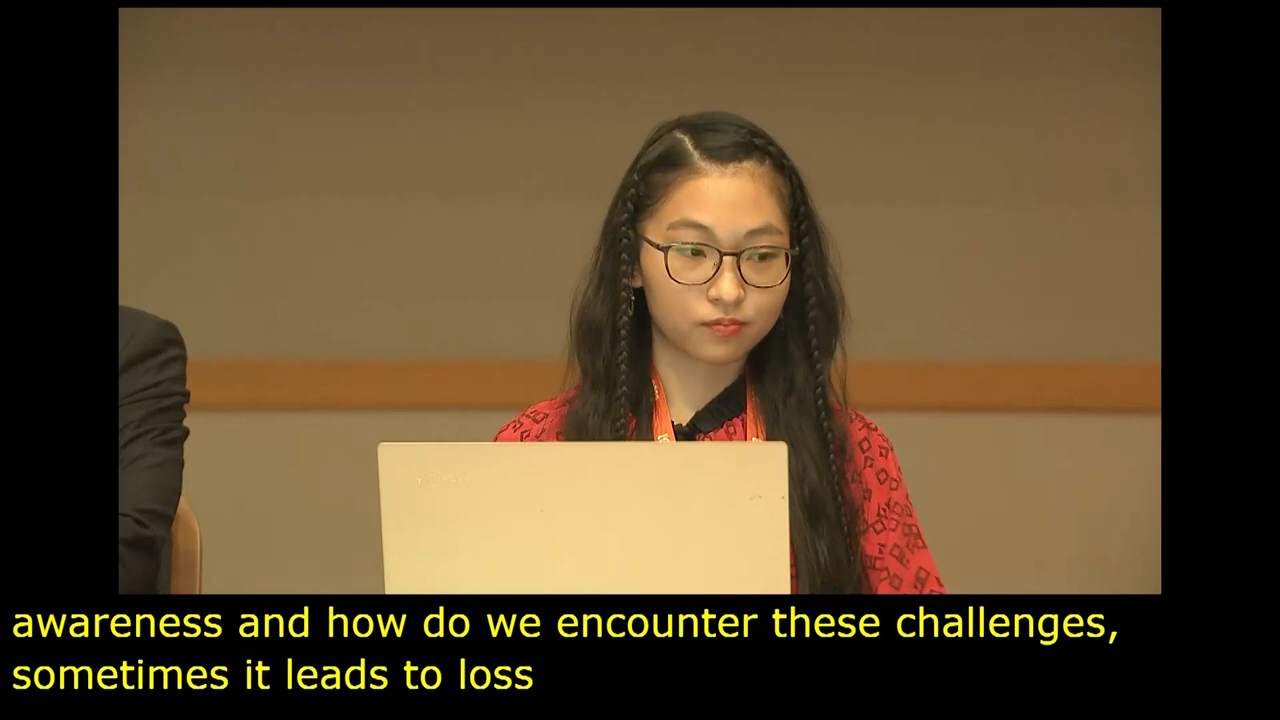 awareness and how do we encounter these challenges,
sometimes it leads to loss